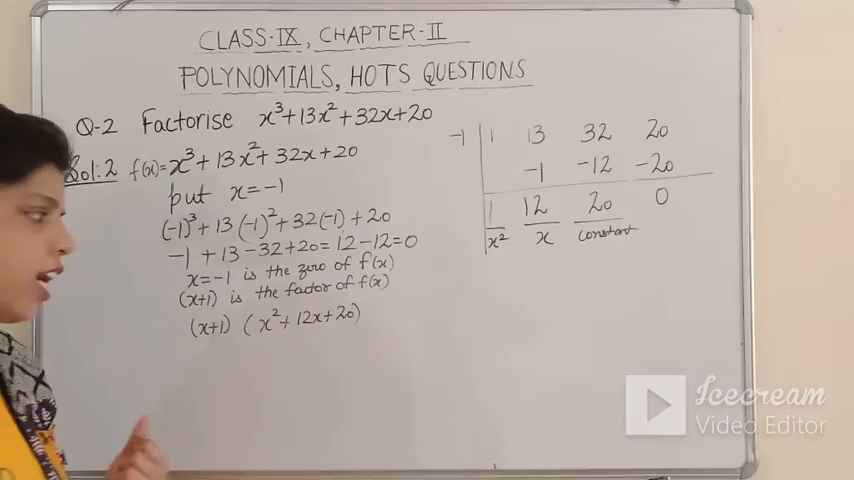 CLASS-IX, CHAPTER-II
POLYNOMIALS, HOTS QUESTIONS
Q-2 Factorise x³+13x²+32x+20
Sol:2 f(x)=x³+13x²+32x+20
put x=-1
(-1)³+13(-1)²+32(-1)+20
-1+13-32+20=12-12=0
x=-1 is the zero of f(x)
(x+1) is the factor of f(x)
(x+1) (x²+12x+20)
-1 1 13 32 20
-1 -12 -20
1 12 20 0
x² x constant
Icecream
Video Editor